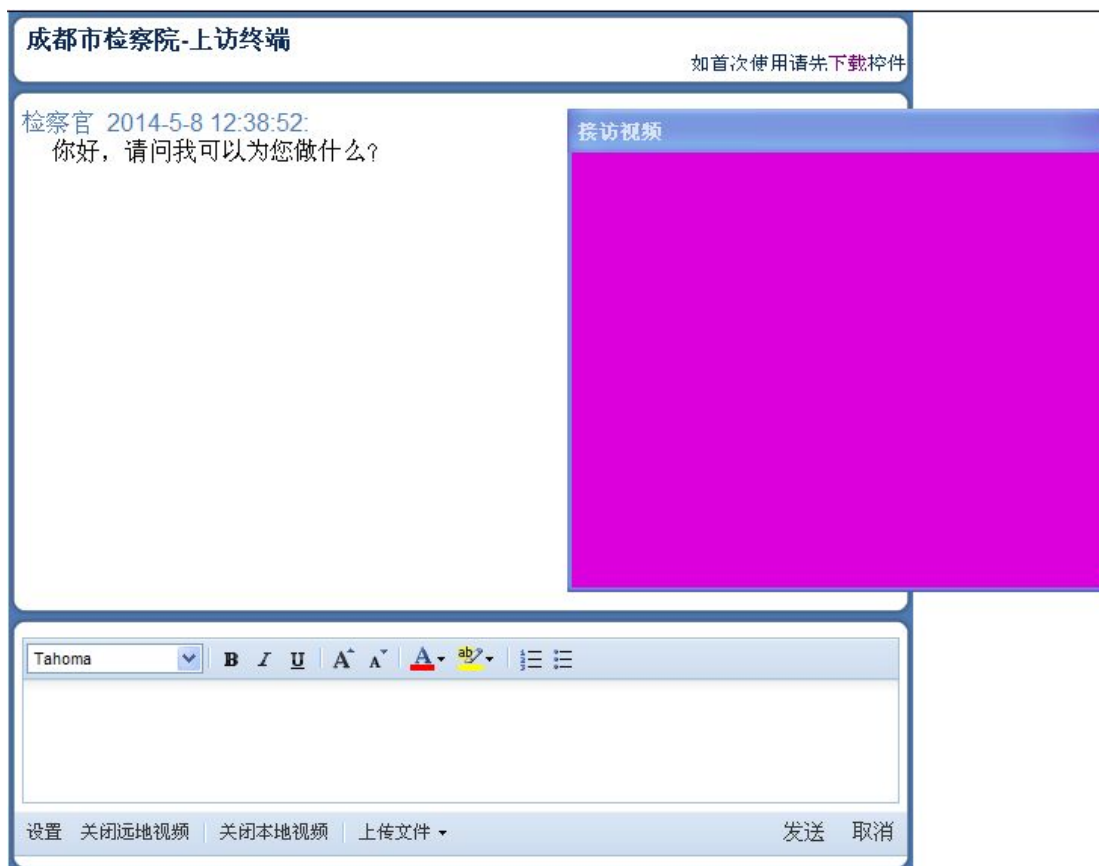 成都市检察院-上访终端
如首次使用请先下载控件
检察官 2014-5-8 12:38:52:
你好，请问我可以为您做什么?
接访视频
Tahoma B I U A A A ab
设置 关闭远地视频 关闭本地视频 上传文件 发送 取消